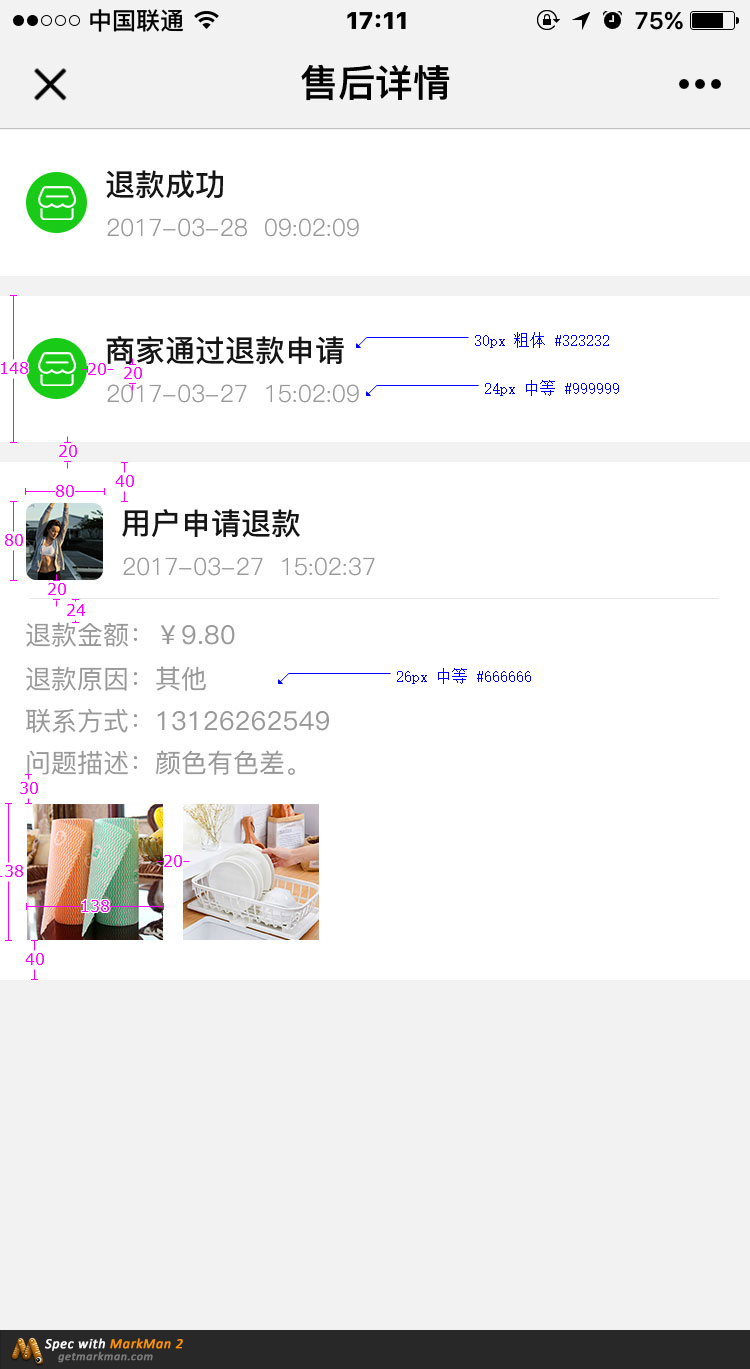 中国联通 17:11 75%
售后详情
退款成功
2017-03-28 09:02:09
商家通过退款申请
30px 粗体 #323232
148
20
20
2017-03-27 15:02:09
24px 中等 #999999
20
80
40
80
用户申请退款
2017-03-27 15:02:37
20
24
退款金额：￥9.80
退款原因：其他
26px 中等 #666666
联系方式：13126262549
问题描述：颜色有色差。
30
138
20
138
40
Spec with MarkMan 2
getmarkman.com